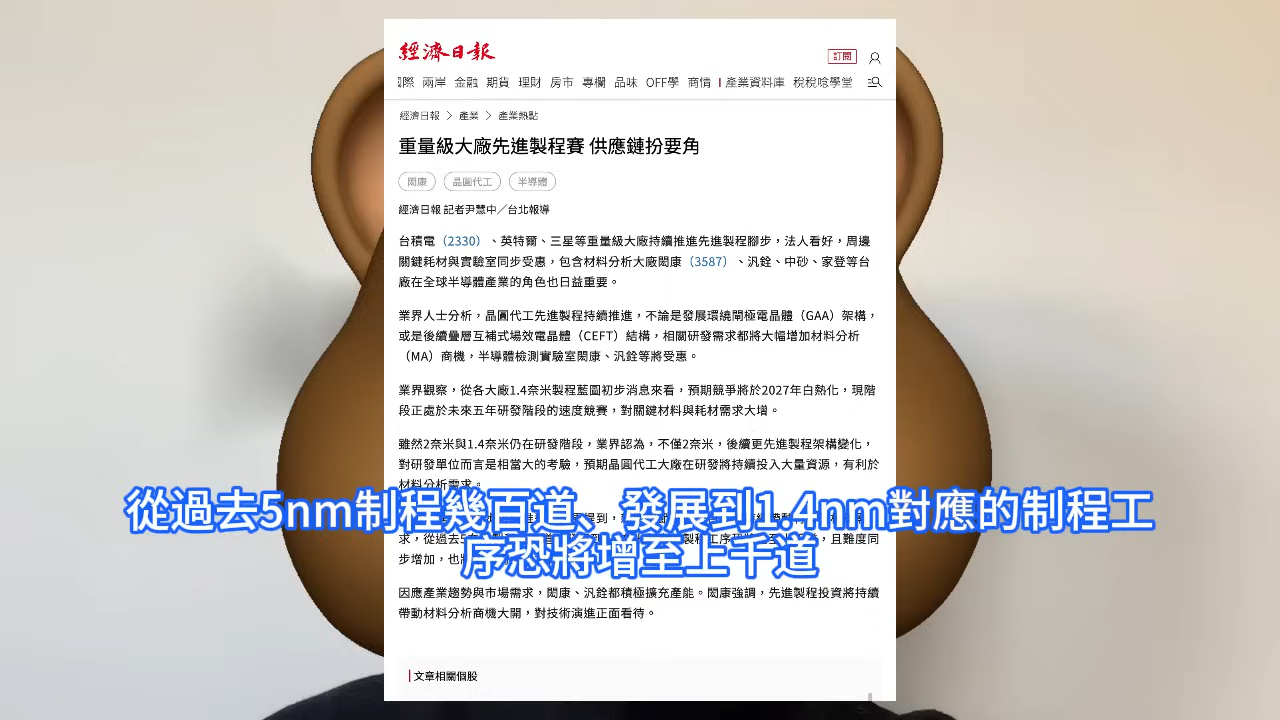 經濟日報
訂閱
際 兩岸 金融 期貨 理財 房市 專欄 品味 OFF學 商情 產業資料庫 稅稅唸學堂
經濟日報 > 產業 > 產業熱點
重量級大廠先進製程賽 供應鏈扮要角
閎康 晶圓代工 半導體
經濟日報 記者尹慧中／台北報導
台積電（2330）、英特爾、三星等重量級大廠持續推進先進製程腳步，法人看好，周邊
關鍵耗材與實驗室同步受惠，包含材料分析大廠閎康（3587）、汎銓、中砂、家登等台
廠在全球半導體產業的角色也日益重要。
業界人士分析，晶圓代工先進製程持續推進，不論是發展環繞閘極電晶體（GAA）架構，
或是後續疊層互補式場效電晶體（CEFT）結構，相關研發需求都將大幅增加材料分析
（MA）商機，半導體檢測實驗室閎康、汎銓等將受惠。
業界觀察，從各大廠1.4奈米製程藍圖初步消息來看，預期競爭將於2027年白熱化，現階
段正處於未來五年研發階段的速度競賽，對關鍵材料與耗材需求大增。
雖然2奈米與1.4奈米仍在研發階段，業界認為，不僅2奈米，後續更先進製程架構變化，
對研發單位而言是相當大的考驗，預期晶圓代工大廠在研發將持續投入大量資源，有利於
材料分析需求。
從過去5nm制程幾百道、發展到1.4nm對應的制程工
序恐將增至上千道
求，從過去5 且難度同
步增加，也
因應產業趨勢與市場需求，閎康、汎銓都積極擴充產能。閎康強調，先進製程投資將持續
帶動材料分析商機大開，對技術演進正面看待。
文章相關個股